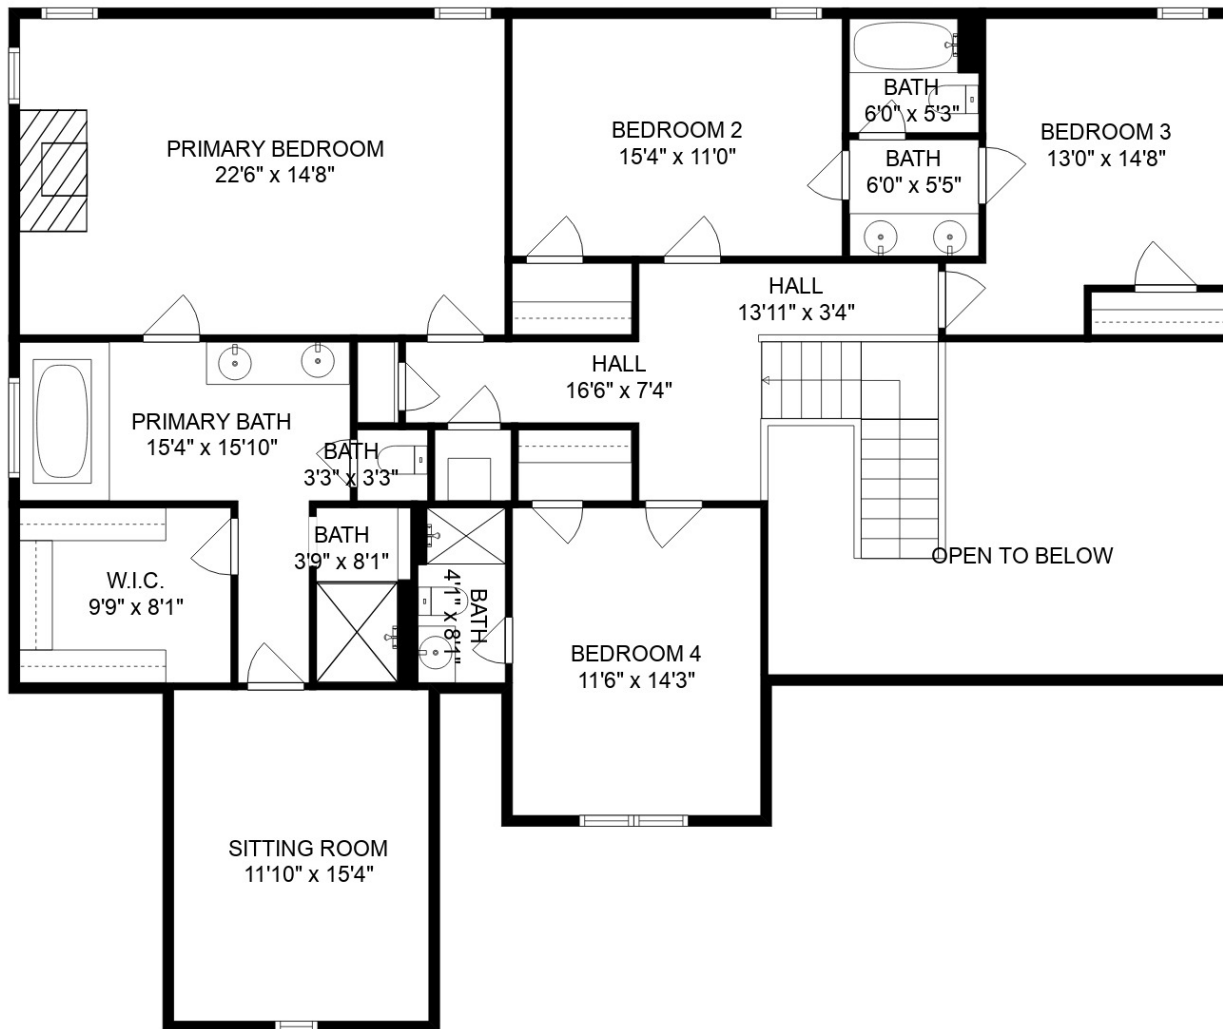 PRIMARY BEDROOM
22'6" x 14'8"
BEDROOM 2
15'4" x 11'0"
BATH
6'0" x 5'3"
BATH
6'0" x 5'5"
BEDROOM 3
13'0" x 14'8"
HALL
13'11" x 3'4"
HALL
16'6" x 7'4"
PRIMARY BATH
15'4" x 15'10"
BATH
3'3" x 3'3"
BATH
3'9" x 8'1"
W.I.C.
9'9" x 8'1"
BATH
4'1" x 8'1"
OPEN TO BELOW
BEDROOM 4
11'6" x 14'3"
SITTING ROOM
11'10" x 15'4"